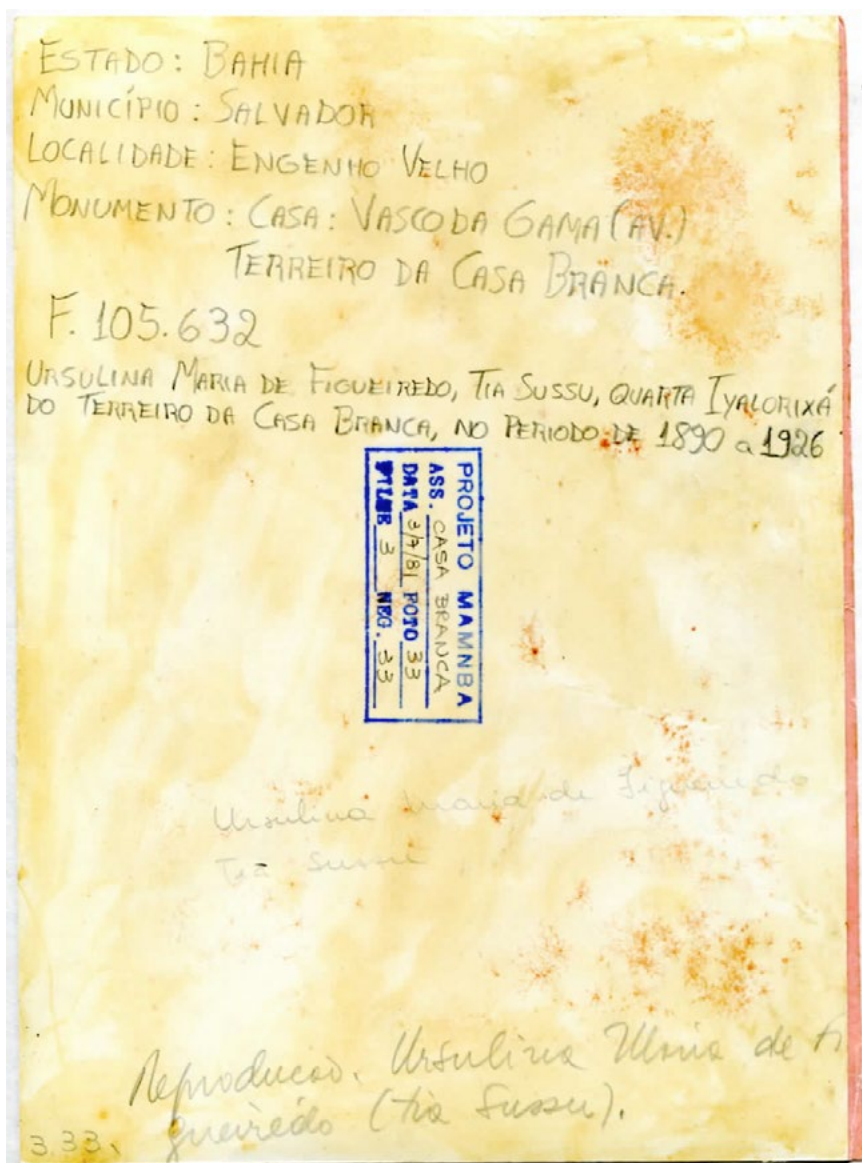 ESTADO: BAHIA
MUNICÍPIO: SALVADOR
LOCALIDADE: ENGENHO VELHO
MONUMENTO: CASA: VASCO DA GAMA (AV.)
TERREIRO DA CASA BRANCA.
F. 105.632
URSULINA MARIA DE FIGUEIREDO, TIA SUSSU, QUARTA IYALORIXÁ
DO TERREIRO DA CASA BRANCA, NO PERIODO DE 1890 a 1926
PROJETO MAMNBA
ASS. CASA BRANCA
DATA 3/7/81 FOTO 33
FILME 3 NEG. 33
Ursulina Maria de Figueiredo
Tia Sussu
Reproducao. Ursulina Maria de Fi
gueirêdo (tia Sussu).
3.33.